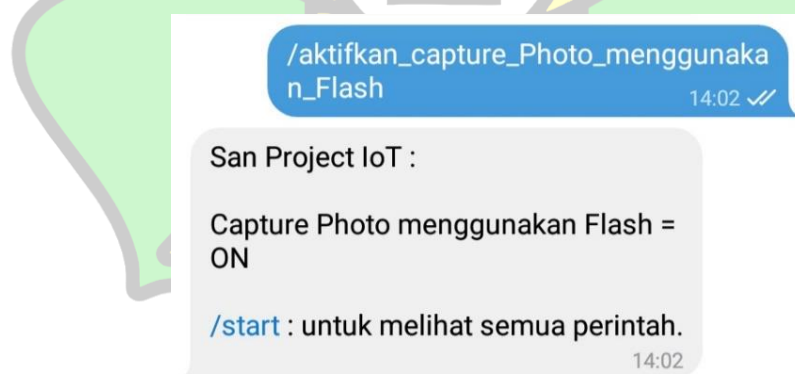 /aktifkan_capture_Photo_menggunaka
n_Flash
14:02
San Project IoT :
Capture Photo menggunakan Flash =
ON
/start : untuk melihat semua perintah.
14:02